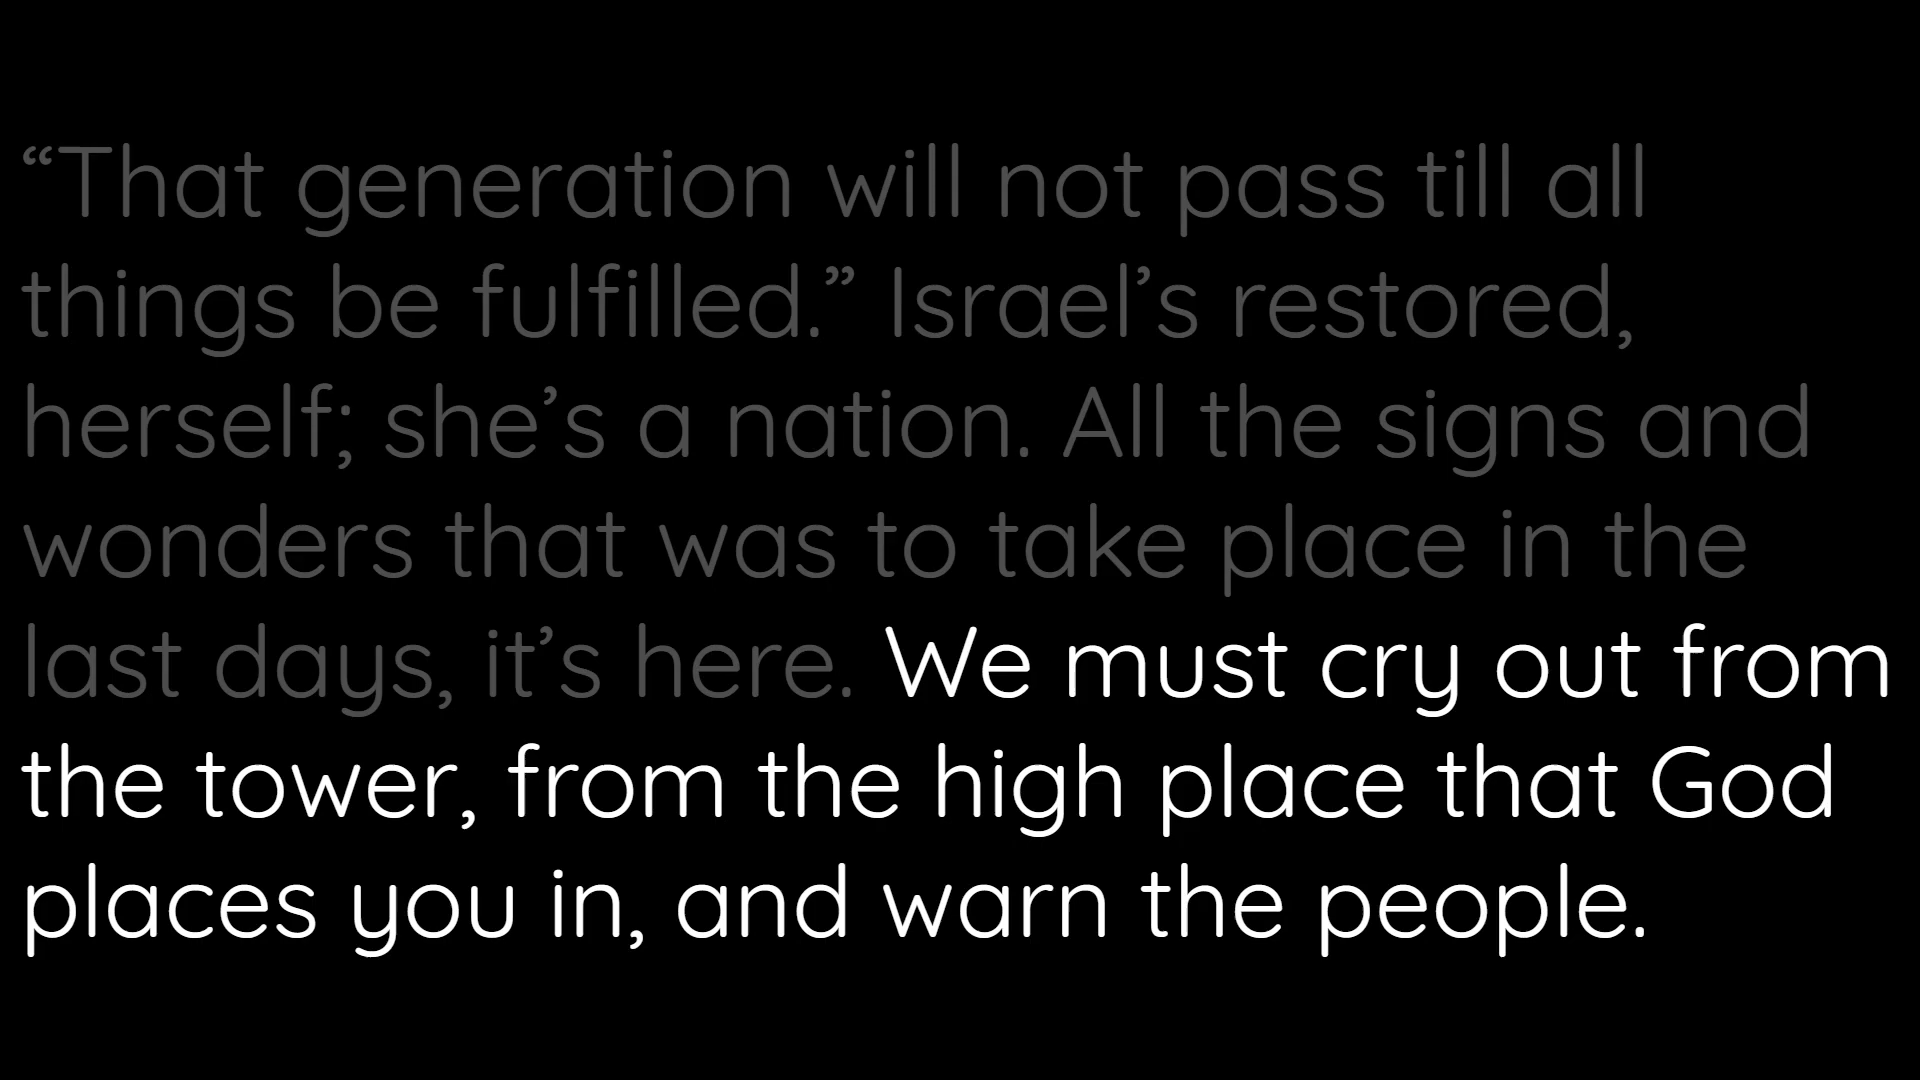 “That generation will not pass till all
things be fulfilled.” Israel’s restored,
herself; she’s a nation. All the signs and
wonders that was to take place in the
last days, it’s here. We must cry out from
the tower, from the high place that God
places you in, and warn the people.